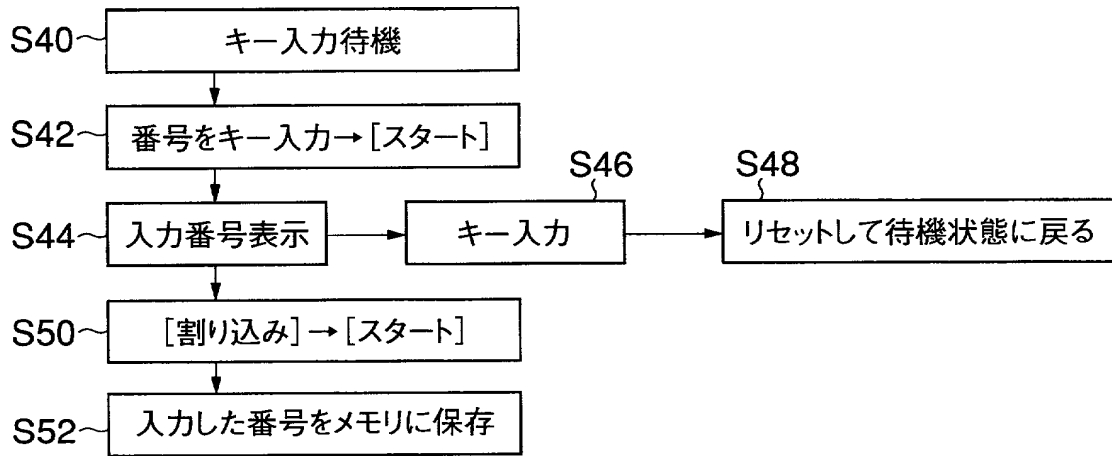 S40 キー入力待機
S42 番号をキー入力→[スタート]
S46 S48
S44 入力番号表示 キー入力 リセットして待機状態に戻る
S50 [割り込み]→[スタート]
S52 入力した番号をメモリに保存